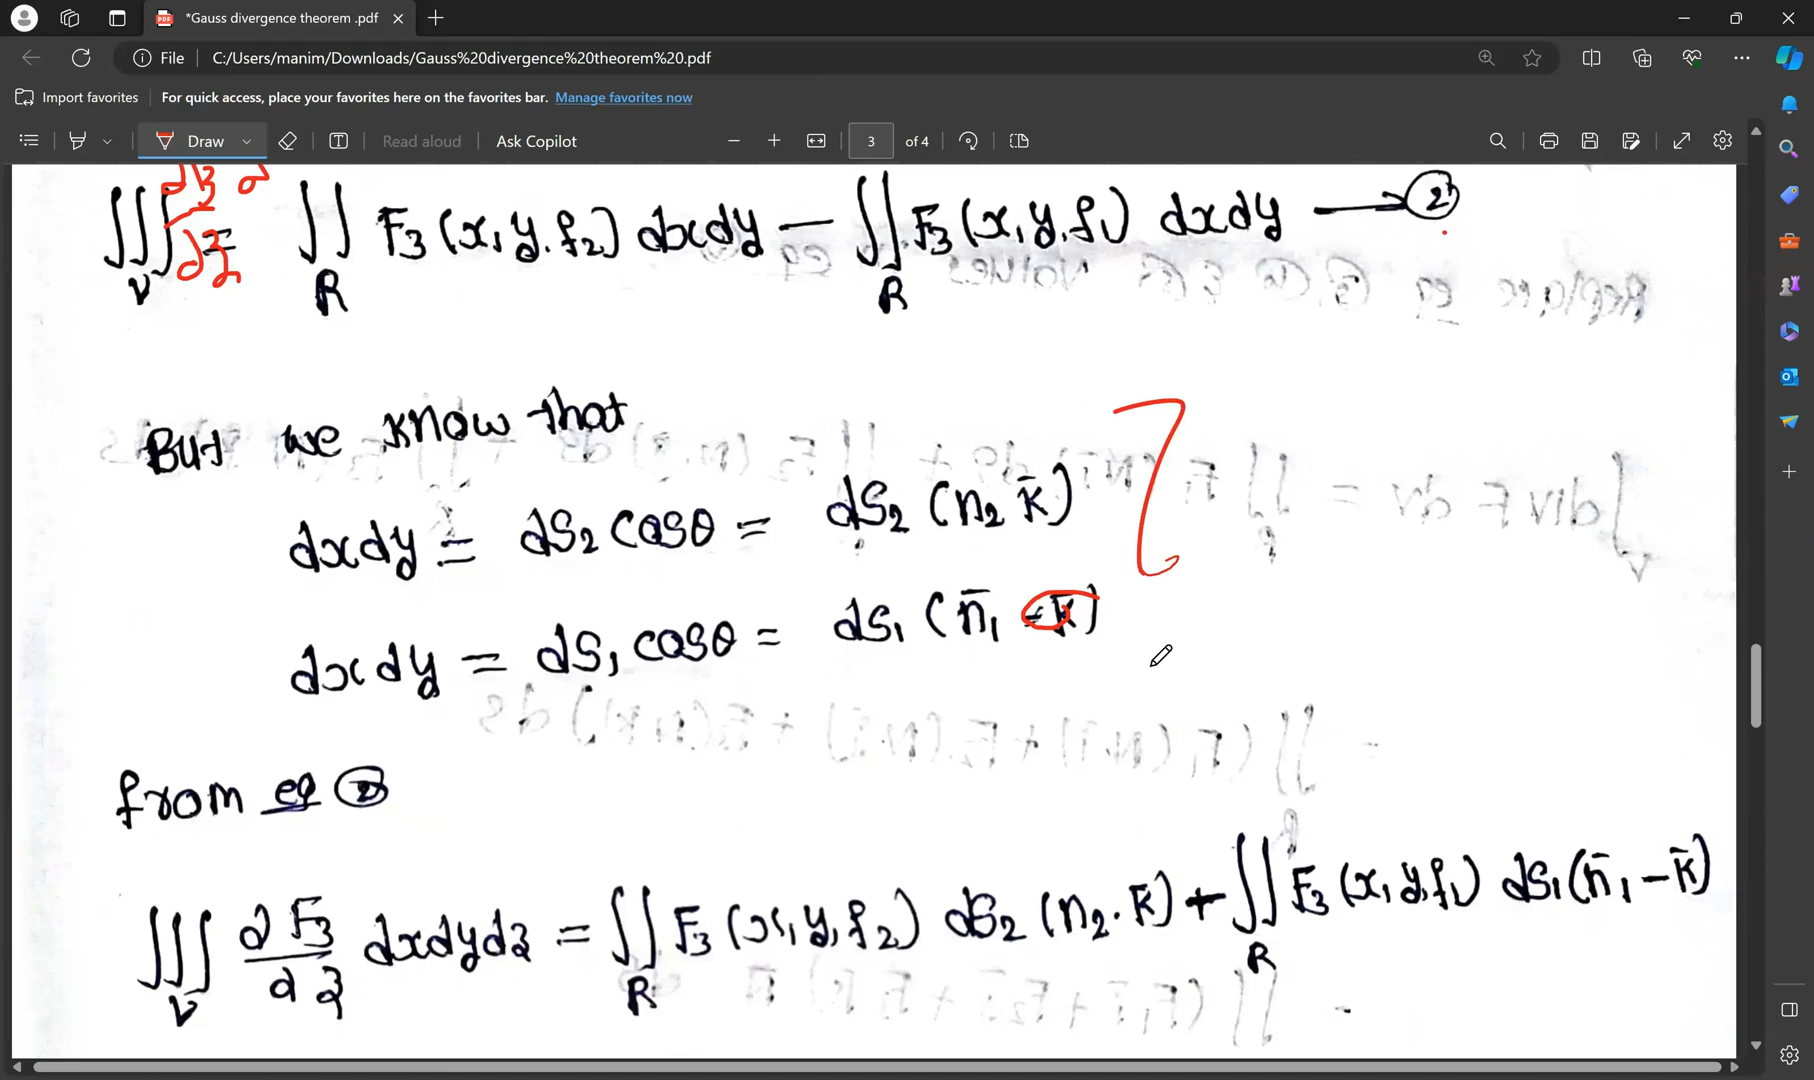 *Gauss divergence theorem .pdf
File C:/Users/manim/Downloads/Gauss%20divergence%20theorem%20.pdf
Import favorites For quick access, place your favorites here on the favorites bar. Manage favorites now
Draw Read aloud Ask Copilot 3 of 4
∭_V = ∬_R F₃(x,y,f₂) dxdy − ∬_R F₃(x,y,f₁) dxdy → ②
But we know that
dxdy = dS₂ cosθ = dS₂ (n₂ k̄)
dxdy = dS₁ cosθ = dS₁ (n̄₁ -k̄)
from eq ②
∭_V ∂F₃/∂z dxdydz = ∬_R F₃(x,y,f₂) dS₂ (n₂·k̄) + ∬_R F₃(x,y,f₁) dS₁(n̄₁ − k̄)